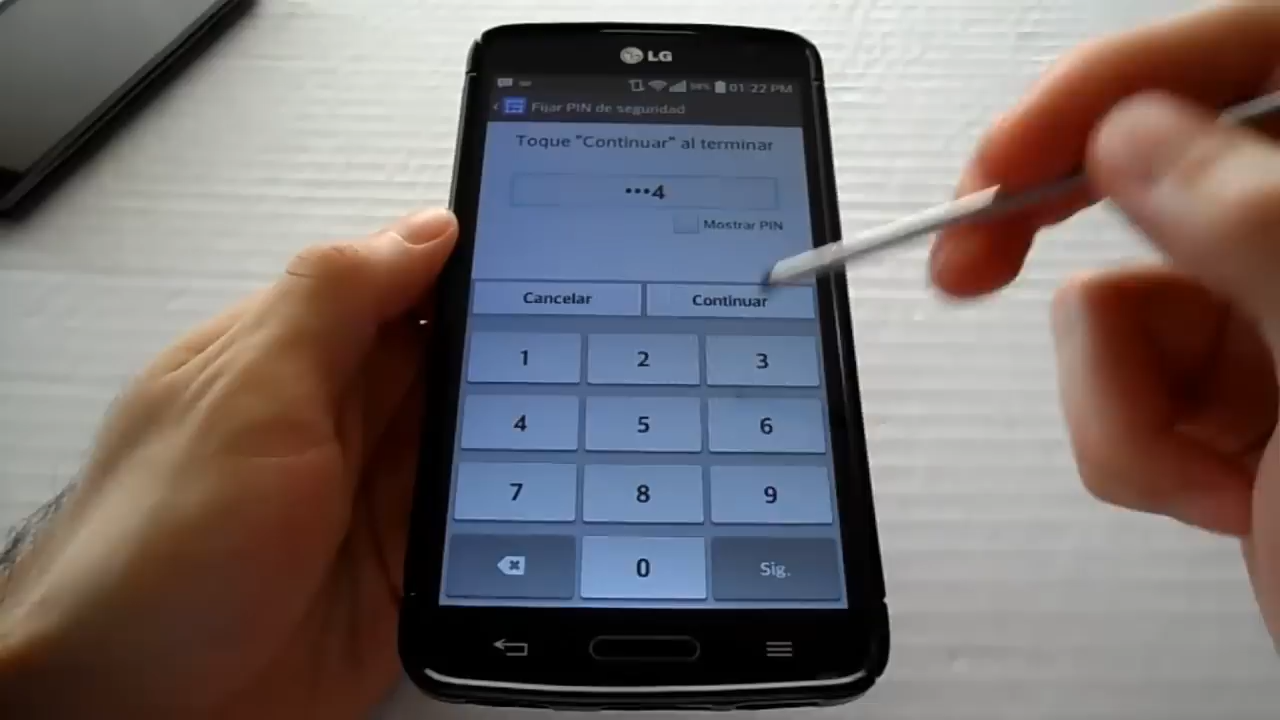 LG
01:22 PM
Fijar PIN de seguridad
Toque "Continuar" al terminar
•••4
Mostrar PIN
Cancelar Continuar
1 2 3
4 5 6
7 8 9
0 Sig.